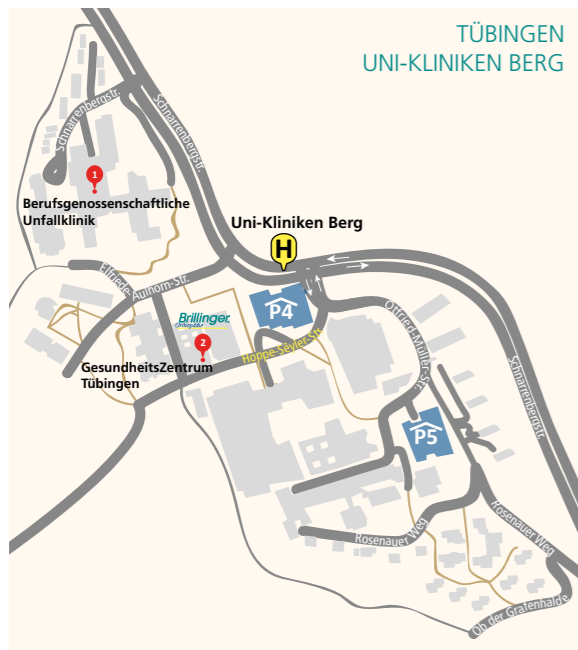 TÜBINGEN
UNI-KLINIKEN BERG
Schnarrenbergstr.
Schnarrenbergstr.
1
Berufsgenossenschaftliche
Unfallklinik
Uni-Kliniken Berg
H
Elfriede-
Aulhorn-Str.
Brillinger
Orthopädie
P4
2
Hoppe-Seyler-Str.
GesundheitsZentrum
Tübingen
Otfried-Müller-Str.
Schnarrenbergstr.
P5
Rosenauer Weg
Rosenauer Weg
Ob der Grafenhalde